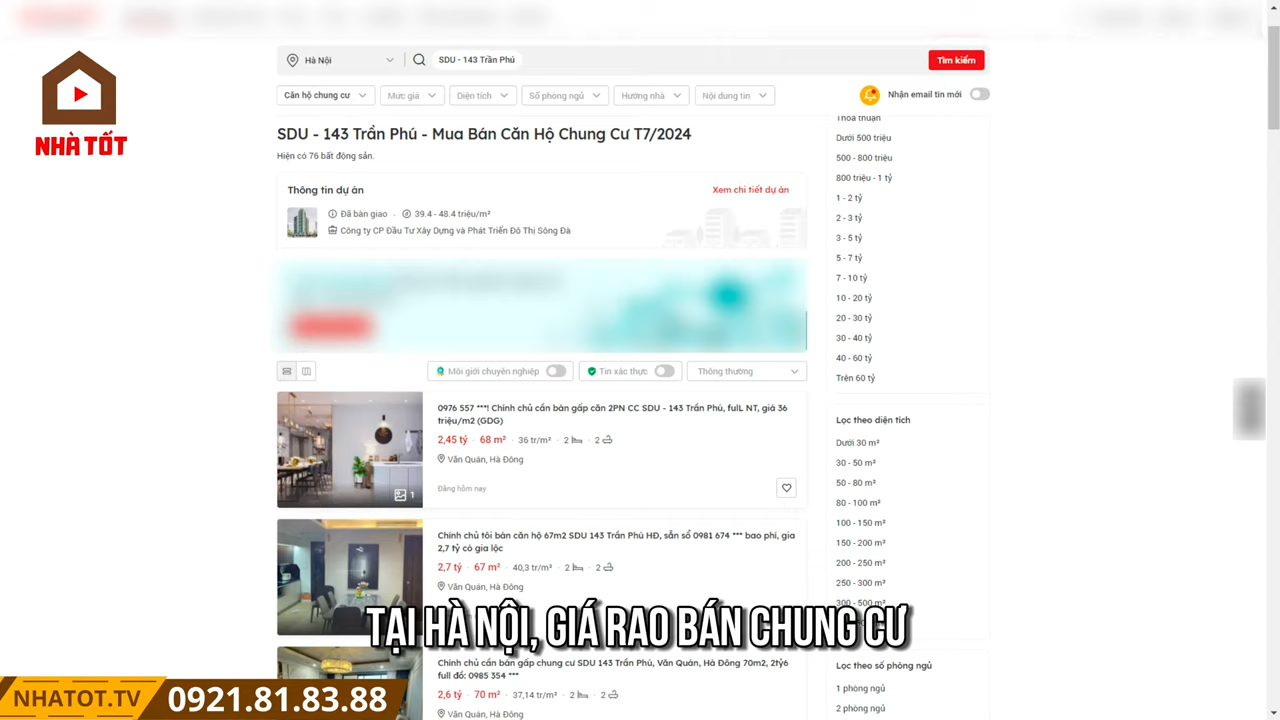 NHÀ TỐT
Hà Nội
SDU - 143 Trần Phú
Tìm kiếm
Căn hộ chung cư
Mức giá
Diện tích
Số phòng ngủ
Hướng nhà
Nội dung tin
Nhận email tin mới
SDU - 143 Trần Phú - Mua Bán Căn Hộ Chung Cư T7/2024
Hiện có 76 bất động sản.
Thông tin dự án
Xem chi tiết dự án
Đã bàn giao · 39.4 - 48.4 triệu/m²
Công ty CP Đầu Tư Xây Dựng và Phát Triển Đô Thị Sông Đà
Môi giới chuyên nghiệp
Tin xác thực
Thông thường
0976 557 ***! Chính chủ cần bán gấp căn 2PN CC SDU - 143 Trần Phú, fulL NT, giá 36
triệu/m2 (GDG)
2,45 tỷ · 68 m² · 36 tr/m² · 2 · 2
Văn Quán, Hà Đông
Đăng hôm nay
1
Chính chủ tôi bán căn hộ 67m2 SDU 143 Trần Phú HĐ, sẵn sổ 0981 674 *** bao phí, gia
2,7 tỷ có gia lộc
2,7 tỷ · 67 m² · 40,3 tr/m² · 2 · 2
Văn Quán, Hà Đông
Chính chủ cần bán gấp chung cư SDU 143 Trần Phú, Văn Quán, Hà Đông 70m2, 2tỷ6
full đồ: 0985 354 ***
2,6 tỷ · 70 m² · 37,14 tr/m² · 2 · 2
Văn Quán, Hà Đông
Thỏa thuận
Dưới 500 triệu
500 - 800 triệu
800 triệu - 1 tỷ
1 - 2 tỷ
2 - 3 tỷ
3 - 5 tỷ
5 - 7 tỷ
7 - 10 tỷ
10 - 20 tỷ
20 - 30 tỷ
30 - 40 tỷ
40 - 60 tỷ
Trên 60 tỷ
Lọc theo diện tích
Dưới 30 m²
30 - 50 m²
50 - 80 m²
80 - 100 m²
100 - 150 m²
150 - 200 m²
200 - 250 m²
250 - 300 m²
300 - 500 m²
Lọc theo số phòng ngủ
1 phòng ngủ
2 phòng ngủ
TẠI HÀ NỘI, GIÁ RAO BÁN CHUNG CƯ
NHATOT.TV
0921.81.83.88